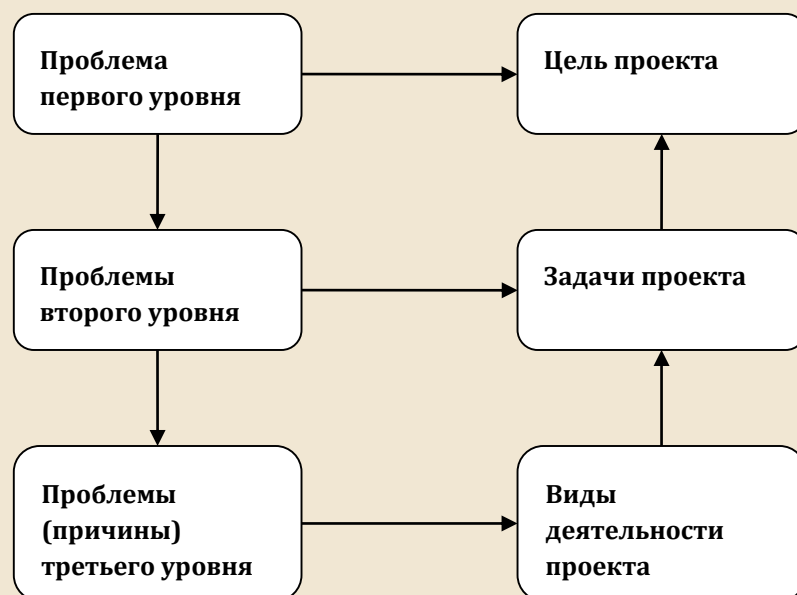 Проблема
первого уровня
Цель проекта
Проблемы
второго уровня
Задачи проекта
Проблемы
(причины)
третьего уровня
Виды
деятельности
проекта